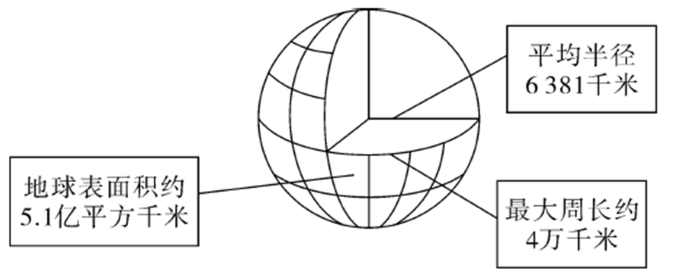 平均半径
6 381千米
地球表面积约
5.1亿平方千米
最大周长约
4万千米